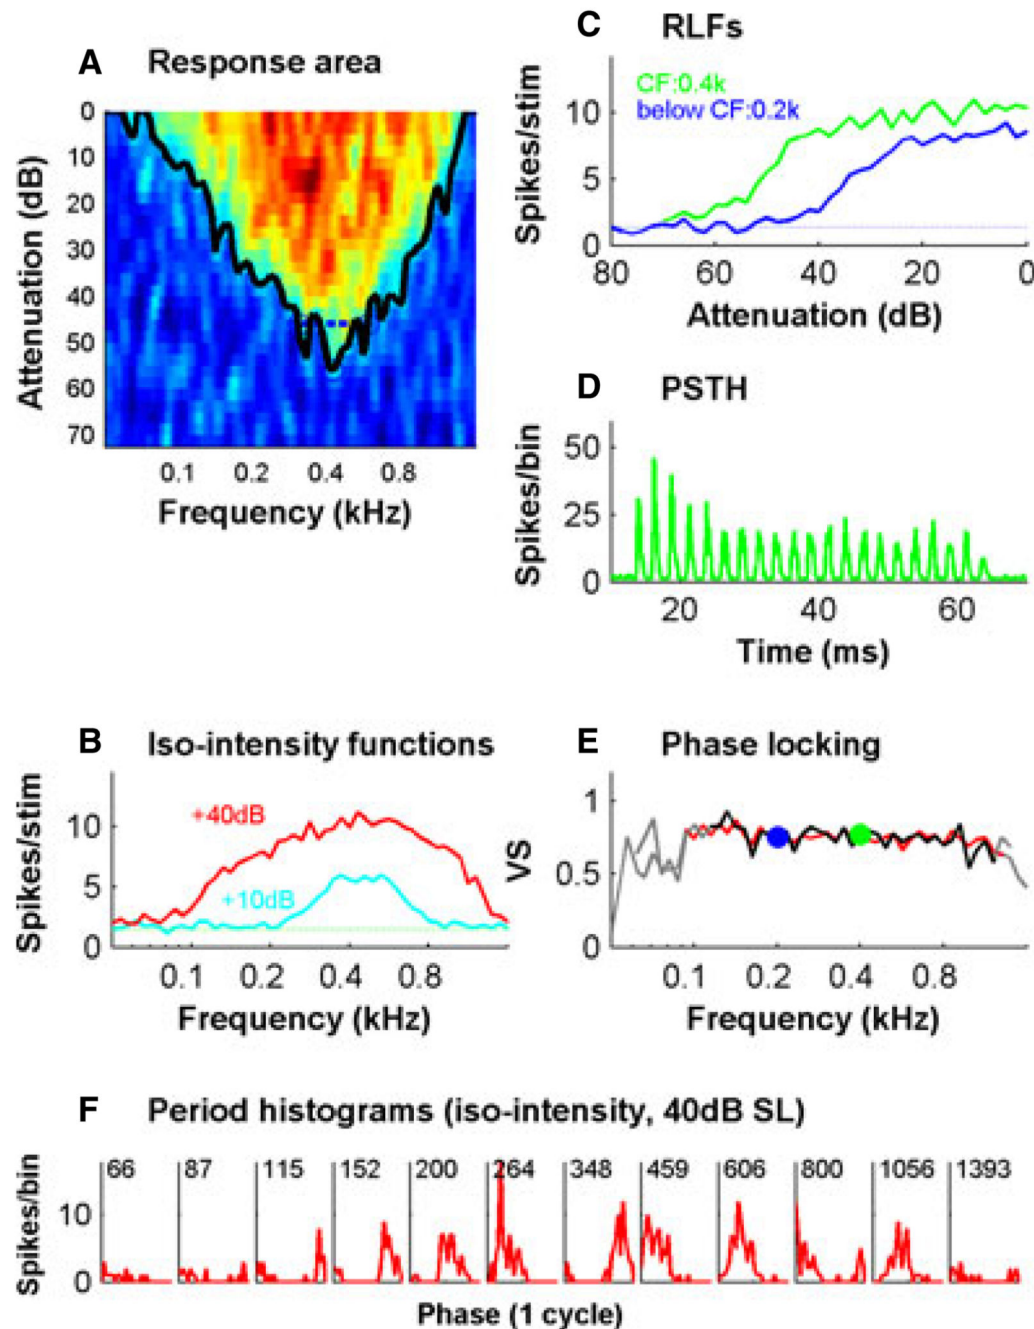 A Response area
Attenuation (dB)
0
10
20
30
40
50
60
70
0.1 0.2 0.4 0.8
Frequency (kHz)
C RLFs
CF:0.4k
below CF:0.2k
Spikes/stim
10
5
0
80 60 40 20 0
Attenuation (dB)
D PSTH
Spikes/bin
50
25
0
20 40 60
Time (ms)
B Iso-intensity functions
+40dB
+10dB
Spikes/stim
10
5
0
0.1 0.2 0.4 0.8
Frequency (kHz)
E Phase locking
VS
1
0.5
0
0.1 0.2 0.4 0.8
Frequency (kHz)
F Period histograms (iso-intensity, 40dB SL)
Spikes/bin
10
0
66 87 115 152 200 264 348 459 606 800 1056 1393
Phase (1 cycle)